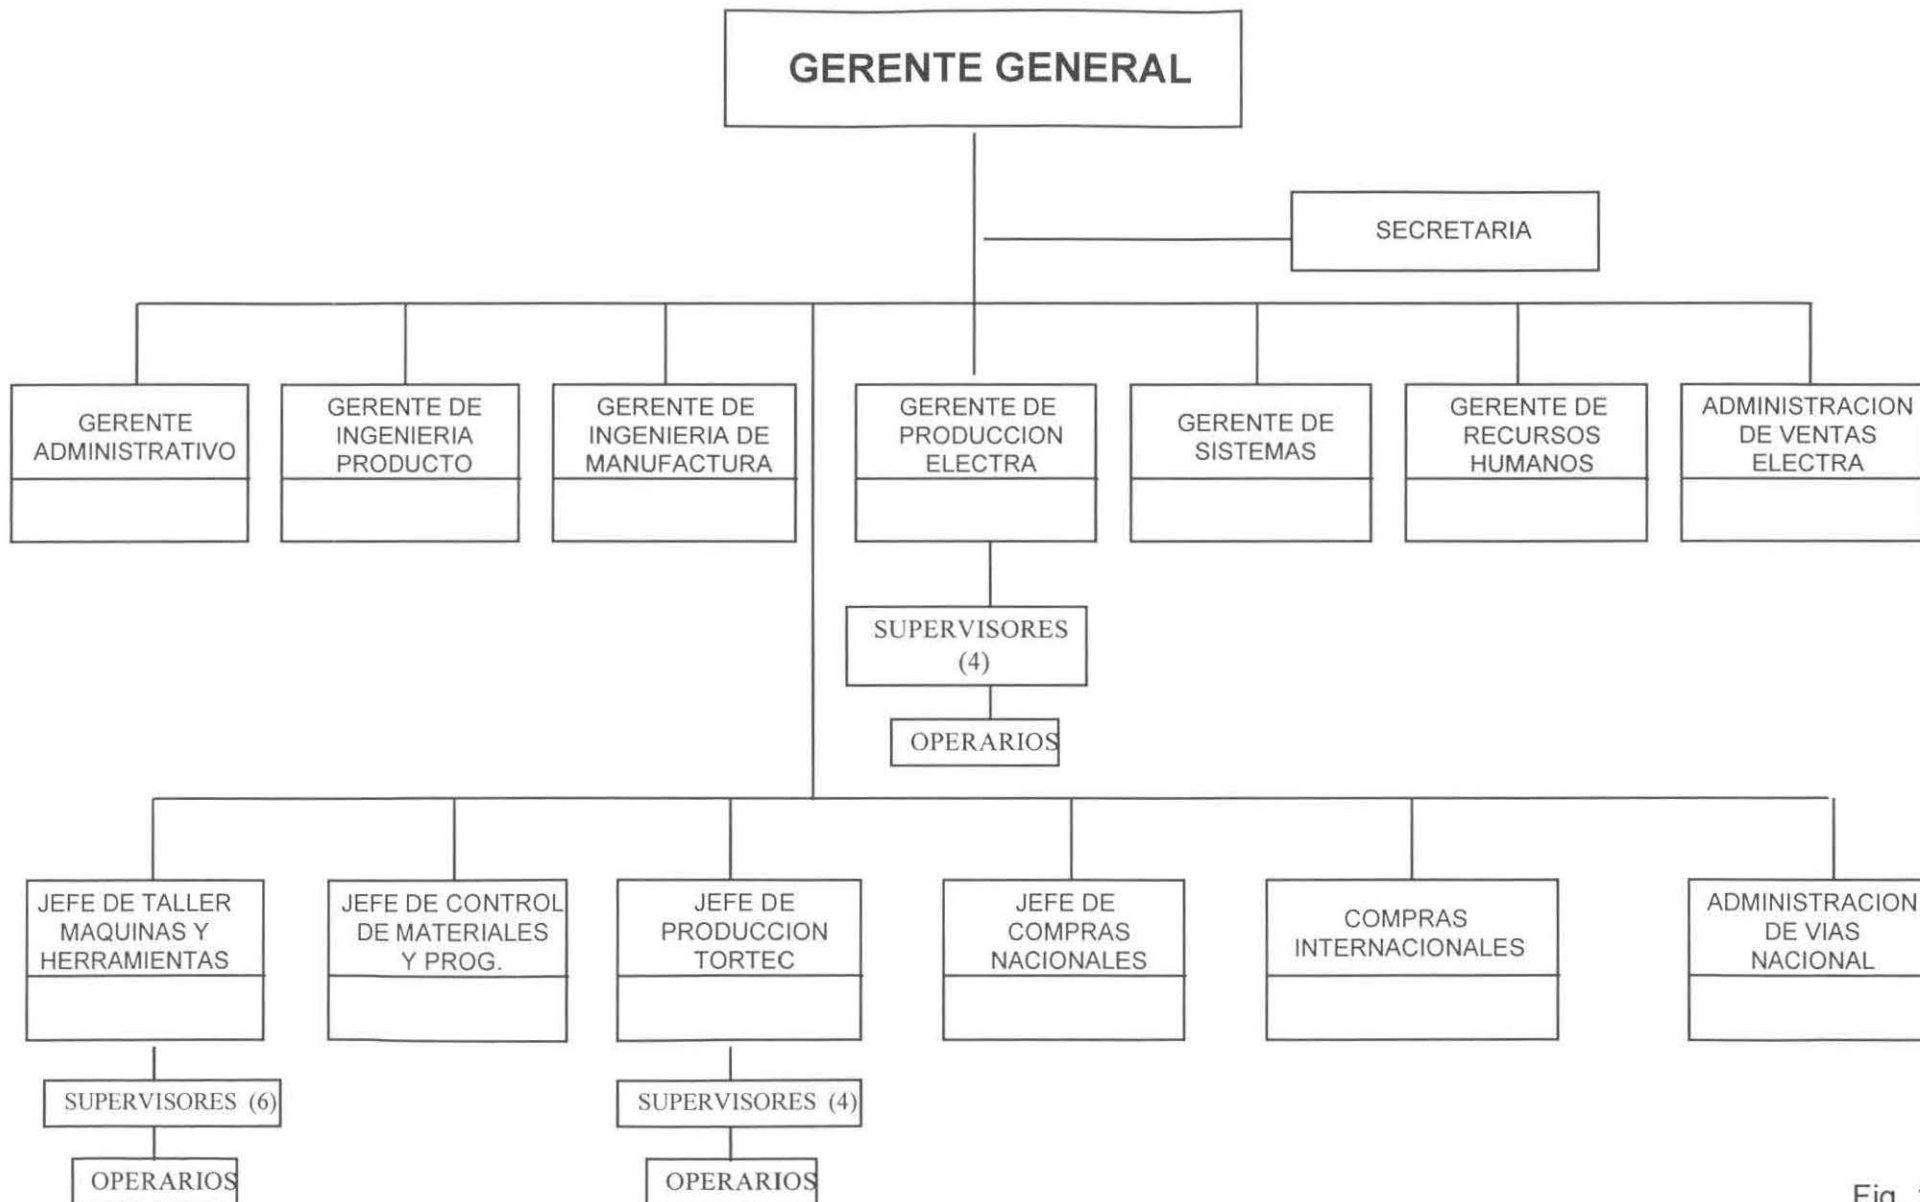 GERENTE GENERAL
SECRETARIA
GERENTE
ADMINISTRATIVO
GERENTE DE
INGENIERIA
PRODUCTO
GERENTE DE
INGENIERIA DE
MANUFACTURA
GERENTE DE
PRODUCCION
ELECTRA
GERENTE DE
SISTEMAS
GERENTE DE
RECURSOS
HUMANOS
ADMINISTRACION
DE VENTAS
ELECTRA
SUPERVISORES
(4)
OPERARIOS
JEFE DE TALLER
MAQUINAS Y
HERRAMIENTAS
JEFE DE CONTROL
DE MATERIALES
Y PROG.
JEFE DE
PRODUCCION
TORTEC
JEFE DE
COMPRAS
NACIONALES
COMPRAS
INTERNACIONALES
ADMINISTRACION
DE VIAS
NACIONAL
SUPERVISORES (6)
SUPERVISORES (4)
OPERARIOS
OPERARIOS
Fig.